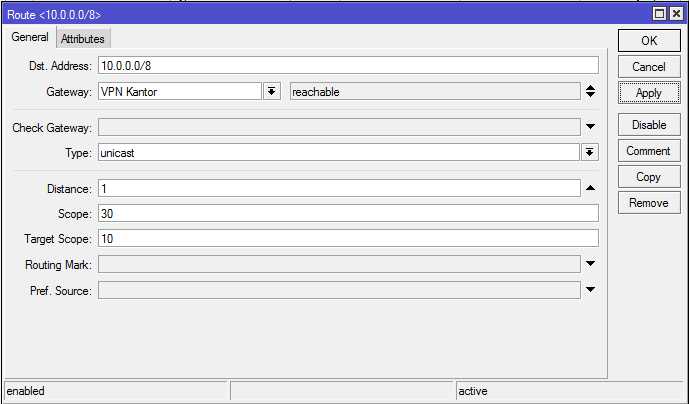 Route <10.0.0.0/8>
General Attributes
Dst. Address: 10.0.0.0/8
Gateway: VPN Kantor reachable
Check Gateway:
Type: unicast
Distance: 1
Scope: 30
Target Scope: 10
Routing Mark:
Pref. Source:
OK
Cancel
Apply
Disable
Comment
Copy
Remove
enabled active